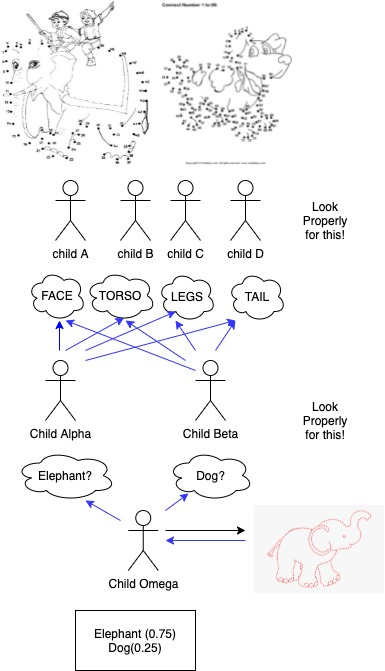 Connect Number 1 to 98.
child A
child B
child C
child D
Look
Properly
for this!
FACE
TORSO
LEGS
TAIL
Child Alpha
Child Beta
Look
Properly
for this!
Elephant?
Dog?
Child Omega
Elephant (0.75)
Dog(0.25)